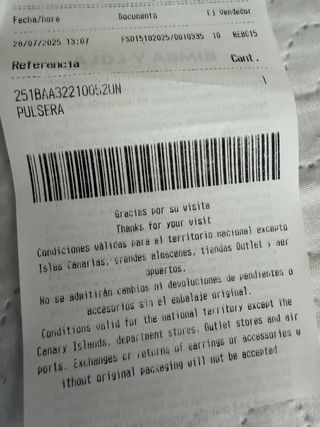 Fecha/hora Documento Cj Vendedor
28/07/2025 13:07 FS015102025/0010335 10 REBC15
Referencia Cant.
251BAA32210052UN 1
PULSERA
Gracias por su visita
Thanks for your visit
Condiciones válidas para el territorio nacional excepto
Islas Canarias, grandes almacenes, tiendas Outlet y aer
opuertos.
No se admitirán cambios ni devoluciones de pendientes o
accesorios sin el embalaje original.
Conditions valid for the national territory except the
Canary Islands, department stores, Outlet stores and air
ports. Exchanges or returns of earrings or accessories w
ithout original packaging will not be accepted.